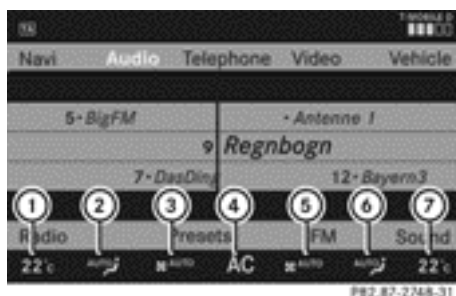 TA T-MOBILE D
Navi Audio Telephone Video Vehicle
5•BigFM • Antenne 1
9 Regnbogn
7•DasDing 12•Bayern3
1 2 3 4 5 6 7
Radio Presets FM Sound
22°c AUTO AUTO AC AUTO AUTO 22°c
P82.87-2748-31